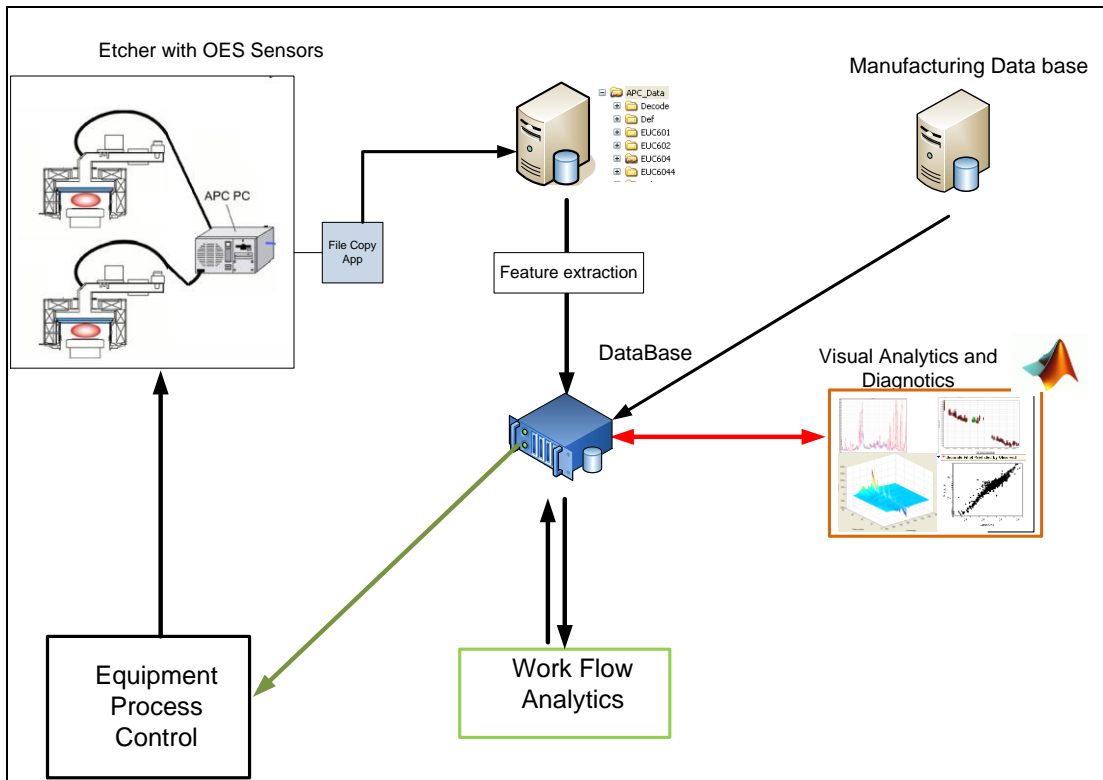 Etcher with OES Sensors
Manufacturing Data base
APC_Data
Decode
Def
EUC601
EUC602
EUC604
EUC6044
APC PC
File Copy
App
Feature extraction
DataBase
Visual Analytics and
Diagnotics
Equipment
Process
Control
Work Flow
Analytics